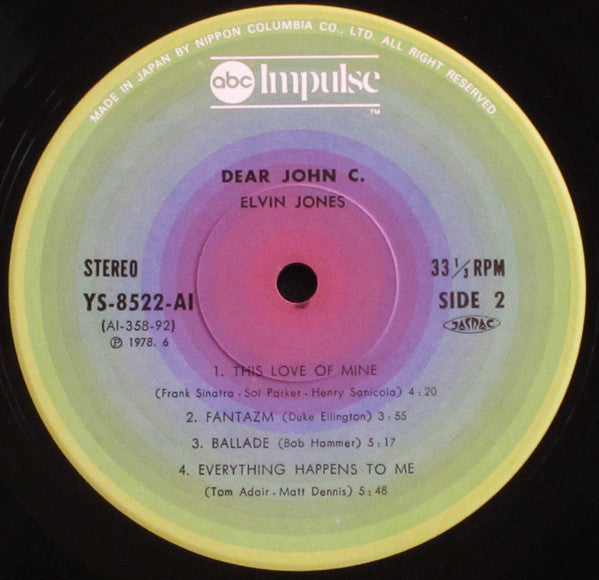 MADE IN JAPAN BY NIPPON COLUMBIA CO., LTD. ALL RIGHT RESERVED.
abc Impulse
TM
DEAR JOHN C.
ELVIN JONES
STEREO
33 1/3 RPM
YS-8522-AI
SIDE 2
(AI-358-92)
JASRAC
Ⓟ 1978. 6
1. THIS LOVE OF MINE
(Frank Sinatra - Sol Parker - Henry Sanicola) 4:20
2. FANTAZM (Duke Ellington) 3:55
3. BALLADE (Bob Hammer) 5:17
4. EVERYTHING HAPPENS TO ME
(Tom Adair - Matt Dennis) 5:48